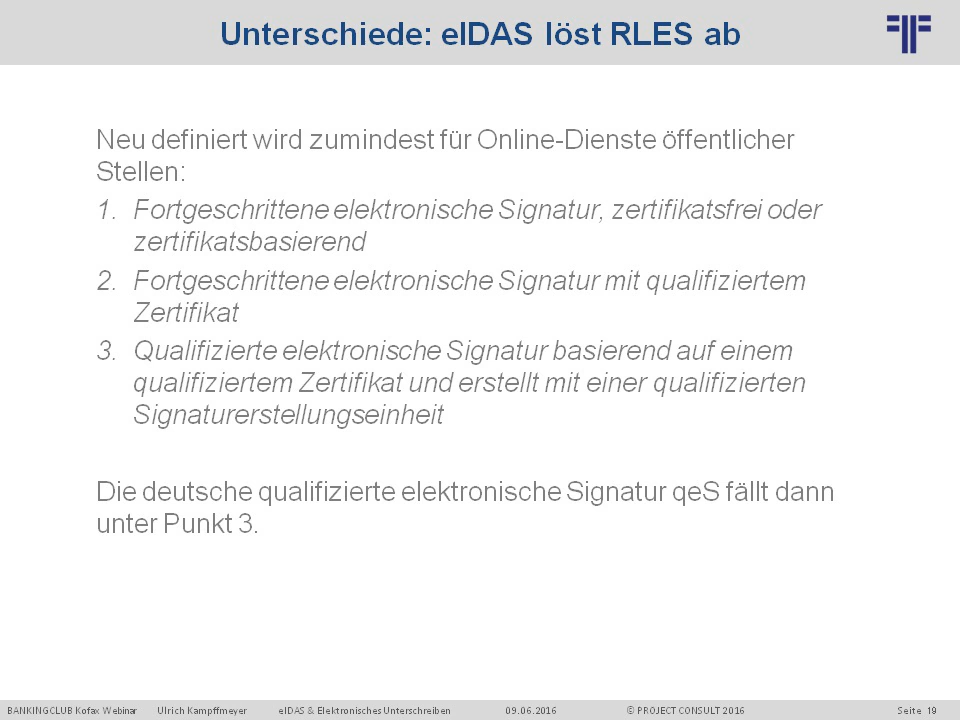 Unterschiede: eIDAS löst RLES ab
Neu definiert wird zumindest für Online-Dienste öffentlicher
Stellen:
1. Fortgeschrittene elektronische Signatur, zertifikatsfrei oder
zertifikatsbasierend
2. Fortgeschrittene elektronische Signatur mit qualifiziertem
Zertifikat
3. Qualifizierte elektronische Signatur basierend auf einem
qualifiziertem Zertifikat und erstellt mit einer qualifizierten
Signaturerstellungseinheit
Die deutsche qualifizierte elektronische Signatur qeS fällt dann
unter Punkt 3.
BANKINGCLUB Kofax Webinar Ulrich Kampffmeyer eIDAS & Elektronisches Unterschreiben 09.06.2016 © PROJECT CONSULT 2016 Seite 19